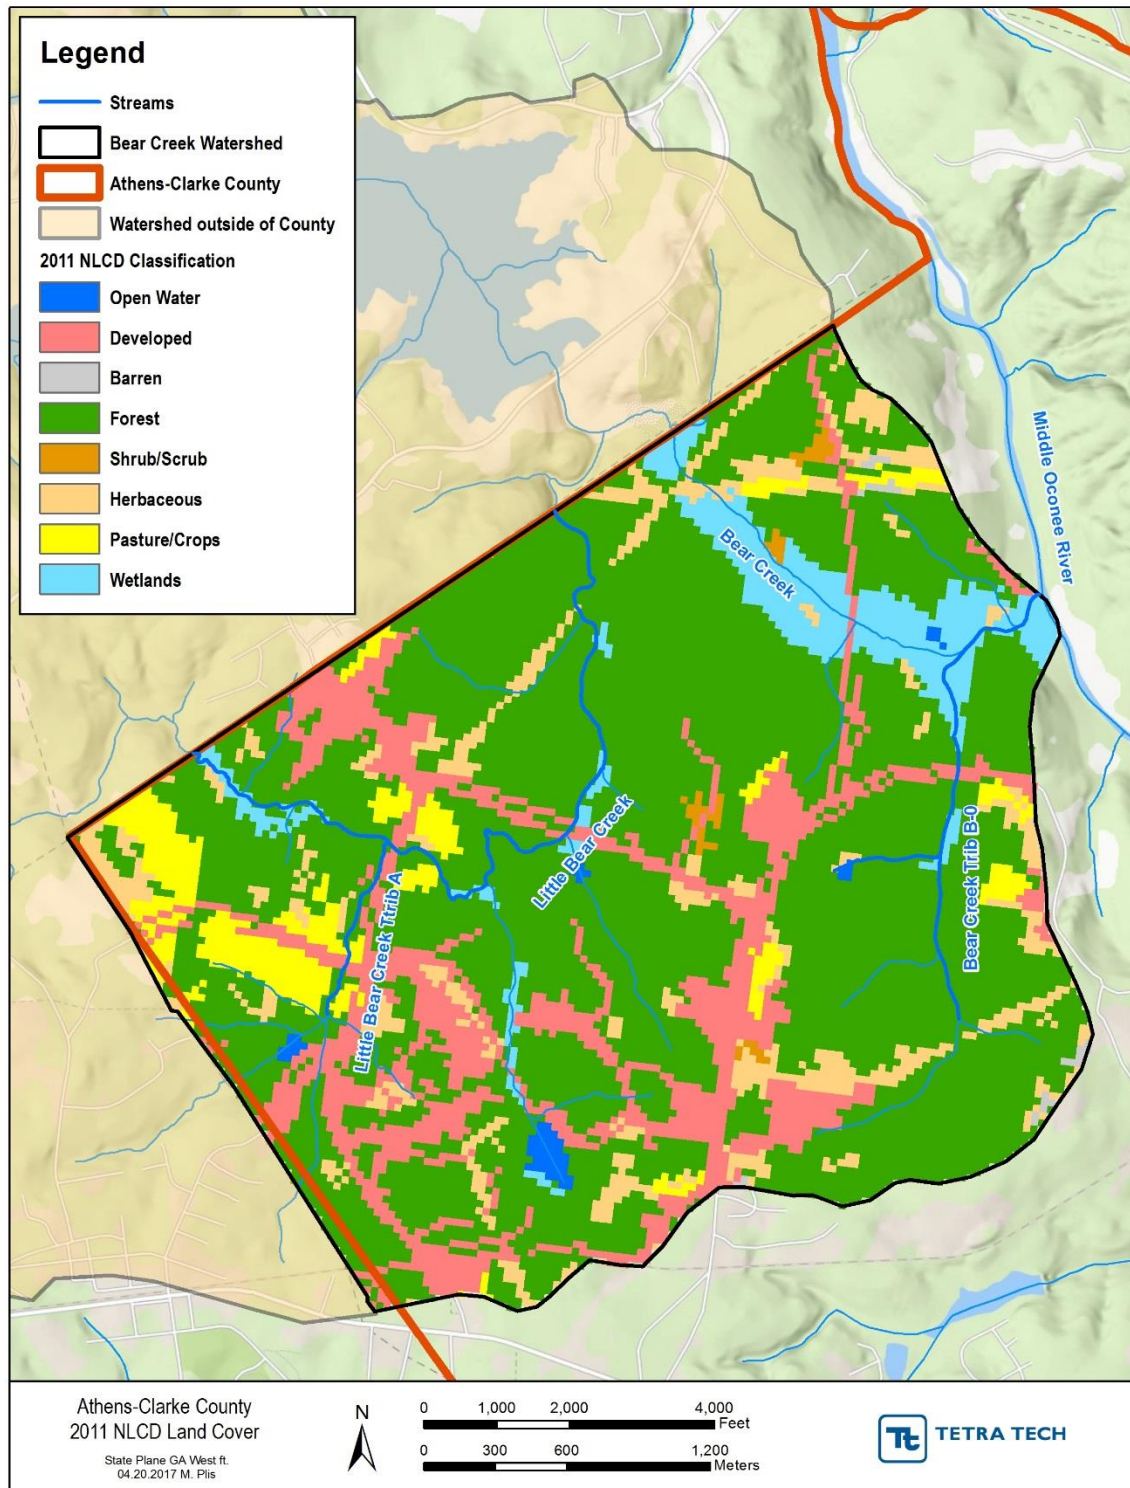 Legend
Streams
Bear Creek Watershed
Athens-Clarke County
Watershed outside of County
2011 NLCD Classification
Open Water
Developed
Barren
Forest
Shrub/Scrub
Herbaceous
Pasture/Crops
Wetlands
Middle Oconee River
Bear Creek
Little Bear Creek
Bear Creek Trib B-0
Little Bear Creek Ttrib A
Athens-Clarke County
2011 NLCD Land Cover
State Plane GA West ft.
04.20.2017 M. Plis
N
0 1,000 2,000 4,000
Feet
0 300 600 1,200
Meters
Tt TETRA TECH